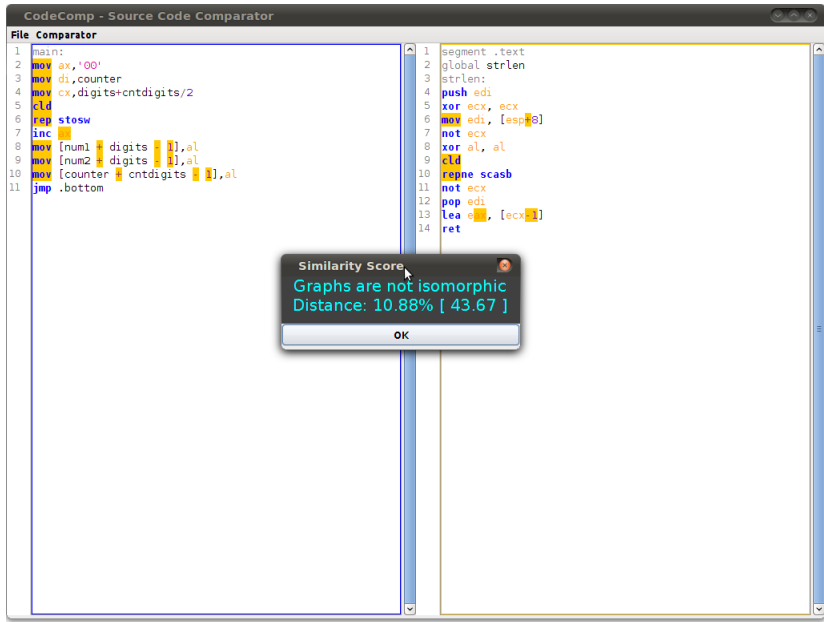 CodeComp - Source Code Comparator
File Comparator
1 main:
2 mov ax,'00'
3 mov di,counter
4 mov cx,digits+cntdigits/2
5 cld
6 rep stosw
7 inc ax
8 mov [num1 + digits - 1],al
9 mov [num2 + digits - 1],al
10 mov [counter + cntdigits - 1],al
11 jmp .bottom
1 segment .text
2 global strlen
3 strlen:
4 push edi
5 xor ecx, ecx
6 mov edi, [esp+8]
7 not ecx
8 xor al, al
9 cld
10 repne scasb
11 not ecx
12 pop edi
13 lea eax, [ecx-1]
14 ret
Similarity Score
Graphs are not isomorphic
Distance: 10.88% [ 43.67 ]
OK